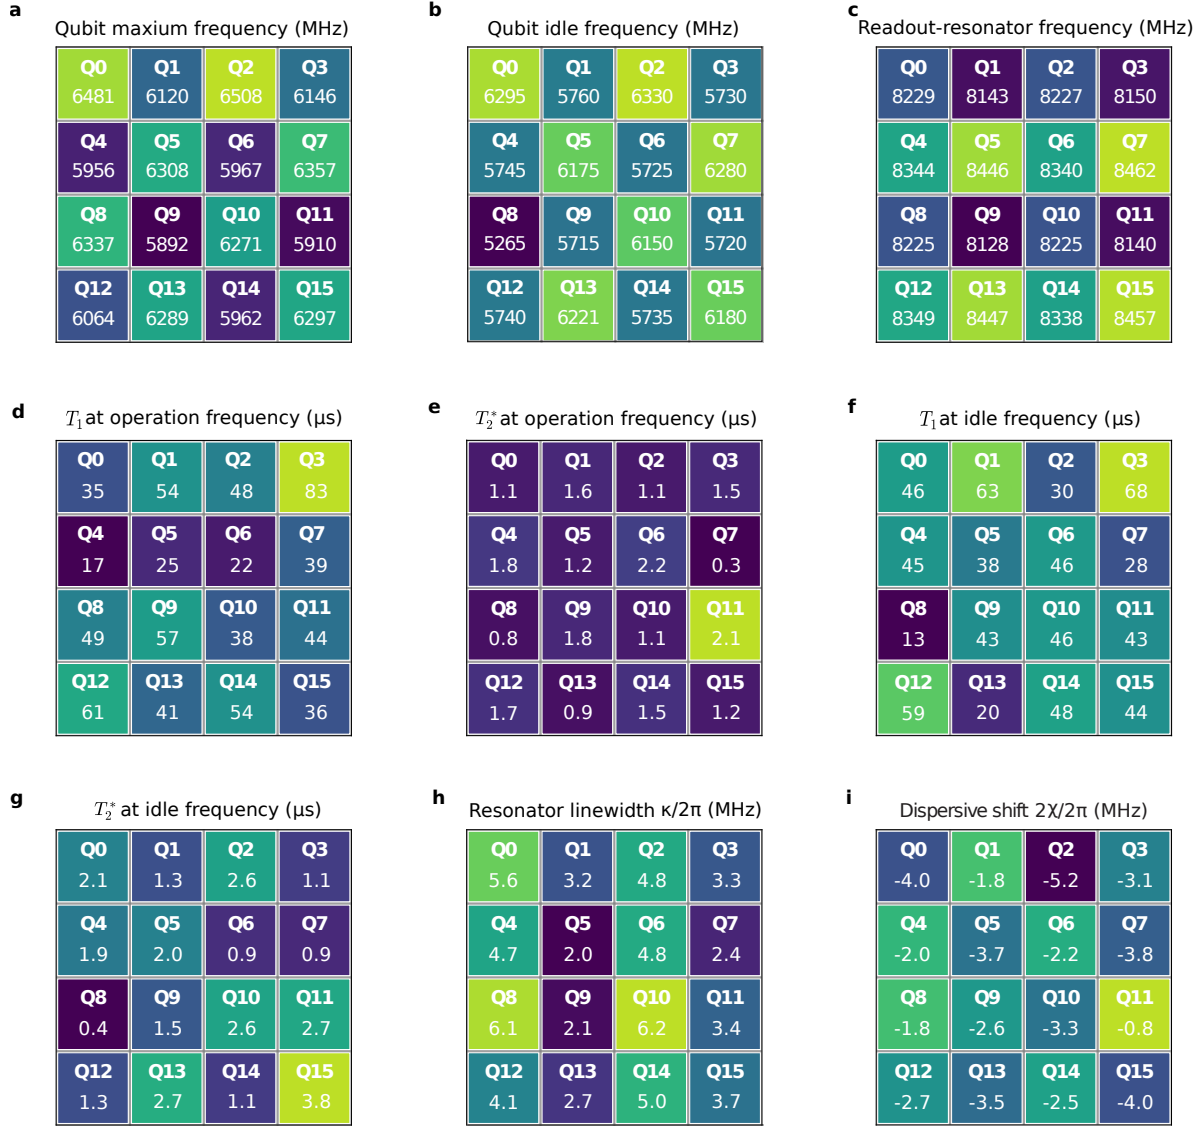 a
Qubit maxium frequency (MHz)
Q0 Q1 Q2 Q3
6481 6120 6508 6146
Q4 Q5 Q6 Q7
5956 6308 5967 6357
Q8 Q9 Q10 Q11
6337 5892 6271 5910
Q12 Q13 Q14 Q15
6064 6289 5962 6297
b
Qubit idle frequency (MHz)
Q0 Q1 Q2 Q3
6295 5760 6330 5730
Q4 Q5 Q6 Q7
5745 6175 5725 6280
Q8 Q9 Q10 Q11
5265 5715 6150 5720
Q12 Q13 Q14 Q15
5740 6221 5735 6180
c
Readout-resonator frequency (MHz)
Q0 Q1 Q2 Q3
8229 8143 8227 8150
Q4 Q5 Q6 Q7
8344 8446 8340 8462
Q8 Q9 Q10 Q11
8225 8128 8225 8140
Q12 Q13 Q14 Q15
8349 8447 8338 8457
d
T₁ at operation frequency (μs)
Q0 Q1 Q2 Q3
35 54 48 83
Q4 Q5 Q6 Q7
17 25 22 39
Q8 Q9 Q10 Q11
49 57 38 44
Q12 Q13 Q14 Q15
61 41 54 36
e
T₂* at operation frequency (μs)
Q0 Q1 Q2 Q3
1.1 1.6 1.1 1.5
Q4 Q5 Q6 Q7
1.8 1.2 2.2 0.3
Q8 Q9 Q10 Q11
0.8 1.8 1.1 2.1
Q12 Q13 Q14 Q15
1.7 0.9 1.5 1.2
f
T₁ at idle frequency (μs)
Q0 Q1 Q2 Q3
46 63 30 68
Q4 Q5 Q6 Q7
45 38 46 28
Q8 Q9 Q10 Q11
13 43 46 43
Q12 Q13 Q14 Q15
59 20 48 44
g
T₂* at idle frequency (μs)
Q0 Q1 Q2 Q3
2.1 1.3 2.6 1.1
Q4 Q5 Q6 Q7
1.9 2.0 0.9 0.9
Q8 Q9 Q10 Q11
0.4 1.5 2.6 2.7
Q12 Q13 Q14 Q15
1.3 2.7 1.1 3.8
h
Resonator linewidth κ/2π (MHz)
Q0 Q1 Q2 Q3
5.6 3.2 4.8 3.3
Q4 Q5 Q6 Q7
4.7 2.0 4.8 2.4
Q8 Q9 Q10 Q11
6.1 2.1 6.2 3.4
Q12 Q13 Q14 Q15
4.1 2.7 5.0 3.7
i
Dispersive shift 2χ/2π (MHz)
Q0 Q1 Q2 Q3
-4.0 -1.8 -5.2 -3.1
Q4 Q5 Q6 Q7
-2.0 -3.7 -2.2 -3.8
Q8 Q9 Q10 Q11
-1.8 -2.6 -3.3 -0.8
Q12 Q13 Q14 Q15
-2.7 -3.5 -2.5 -4.0